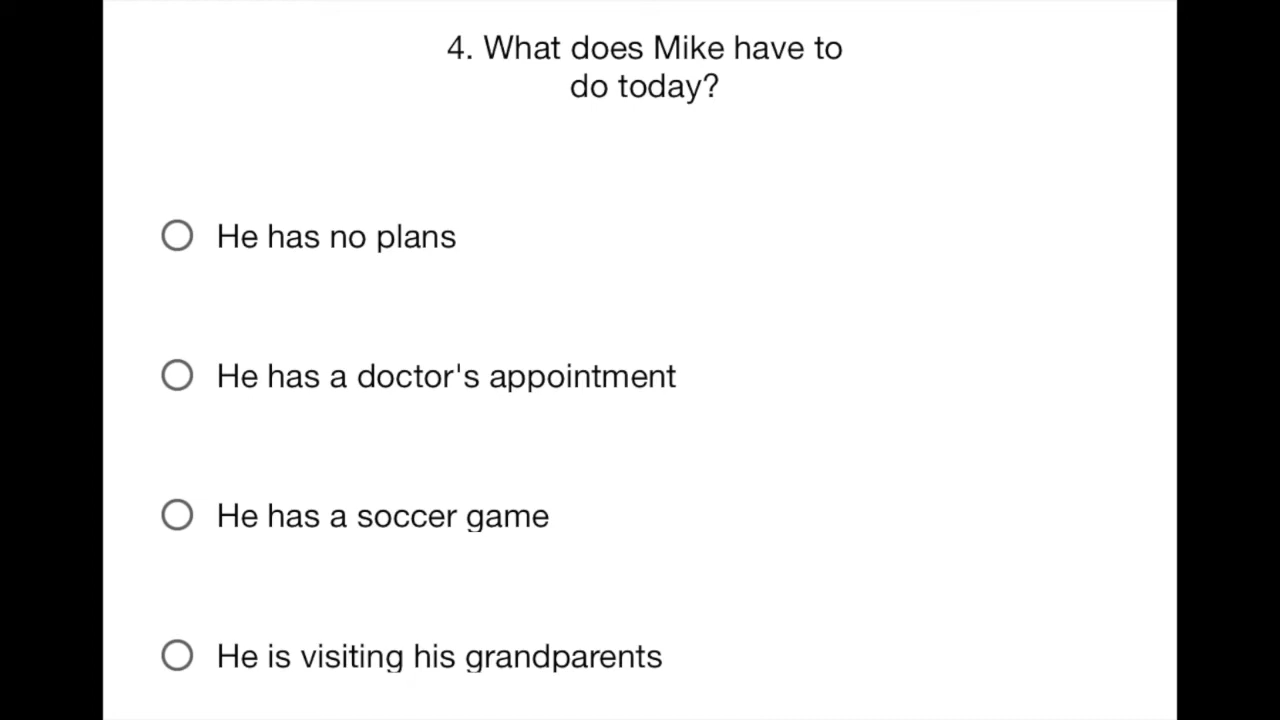 4. What does Mike have to
do today?
He has no plans
He has a doctor's appointment
He has a soccer game
He is visiting his grandparents